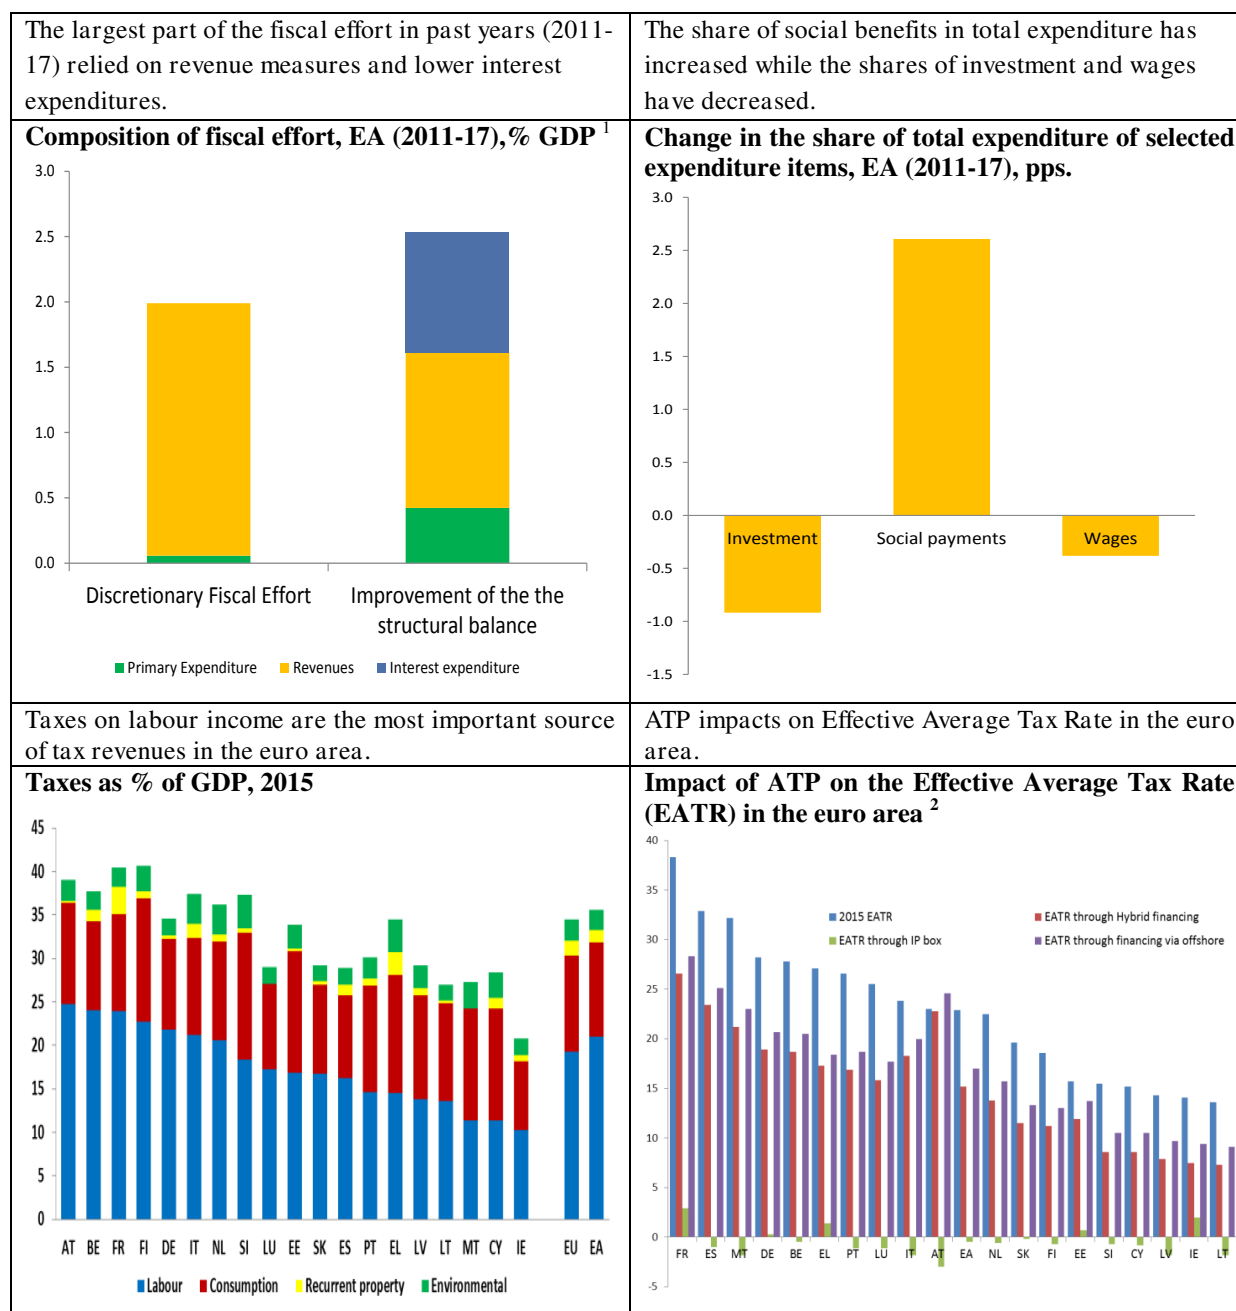 The largest part of the fiscal effort in past years (2011-
17) relied on revenue measures and lower interest
expenditures.
The share of social benefits in total expenditure has
increased while the shares of investment and wages
have decreased.
Composition of fiscal effort, EA (2011-17),% GDP 1
3.0
2.5
2.0
1.5
1.0
0.5
0.0
Discretionary Fiscal Effort
Improvement of the the
structural balance
Primary Expenditure Revenues Interest expenditure
Change in the share of total expenditure of selected
expenditure items, EA (2011-17), pps.
3.0
2.5
2.0
1.5
1.0
0.5
0.0
-0.5
-1.0
-1.5
Investment Social payments Wages
Taxes on labour income are the most important source
of tax revenues in the euro area.
ATP impacts on Effective Average Tax Rate in the euro
area.
Taxes as % of GDP, 2015
45
40
35
30
25
20
15
10
5
0
AT BE FR FI DE IT NL SI LU EE SK ES PT EL LV LT MT CY IE EU EA
Labour Consumption Recurrent property Environmental
Impact of ATP on the Effective Average Tax Rate
(EATR) in the euro area 2
40
35
30
25
20
15
10
5
0
-5
2015 EATR EATR through Hybrid financing
EATR through IP box EATR through financing via offshore
FR ES MT DE BE EL PT LU IT AT EA NL SK FI EE SI CY LV IE LT